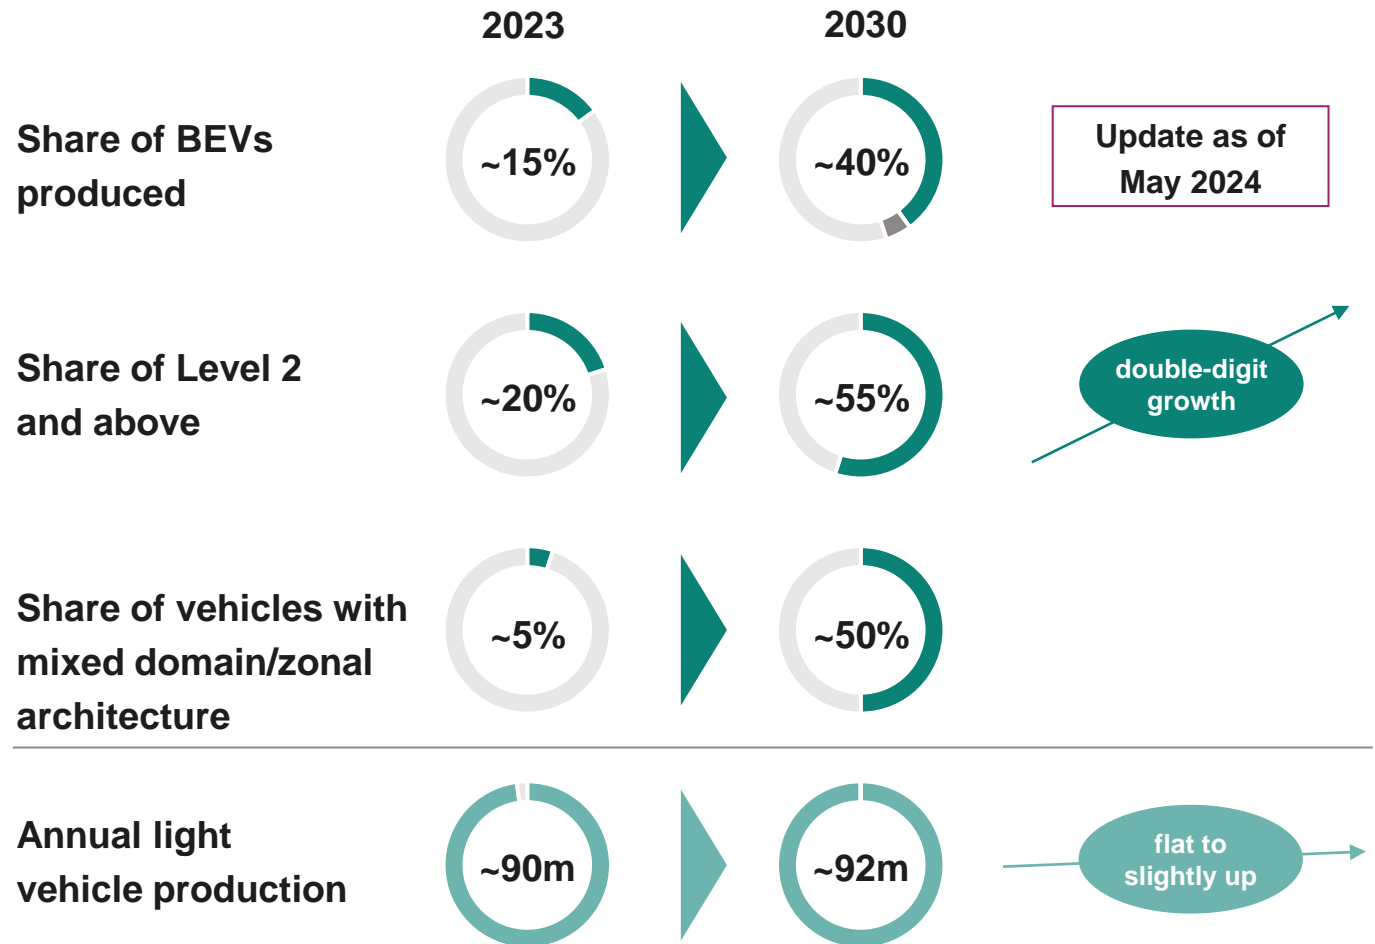 2023
2030
Share of BEVs
produced
~15%
~40%
Update as of
May 2024
Share of Level 2
and above
~20%
~55%
double-digit
growth
Share of vehicles with
mixed domain/zonal
architecture
~5%
~50%
Annual light
vehicle production
~90m
~92m
flat to
slightly up